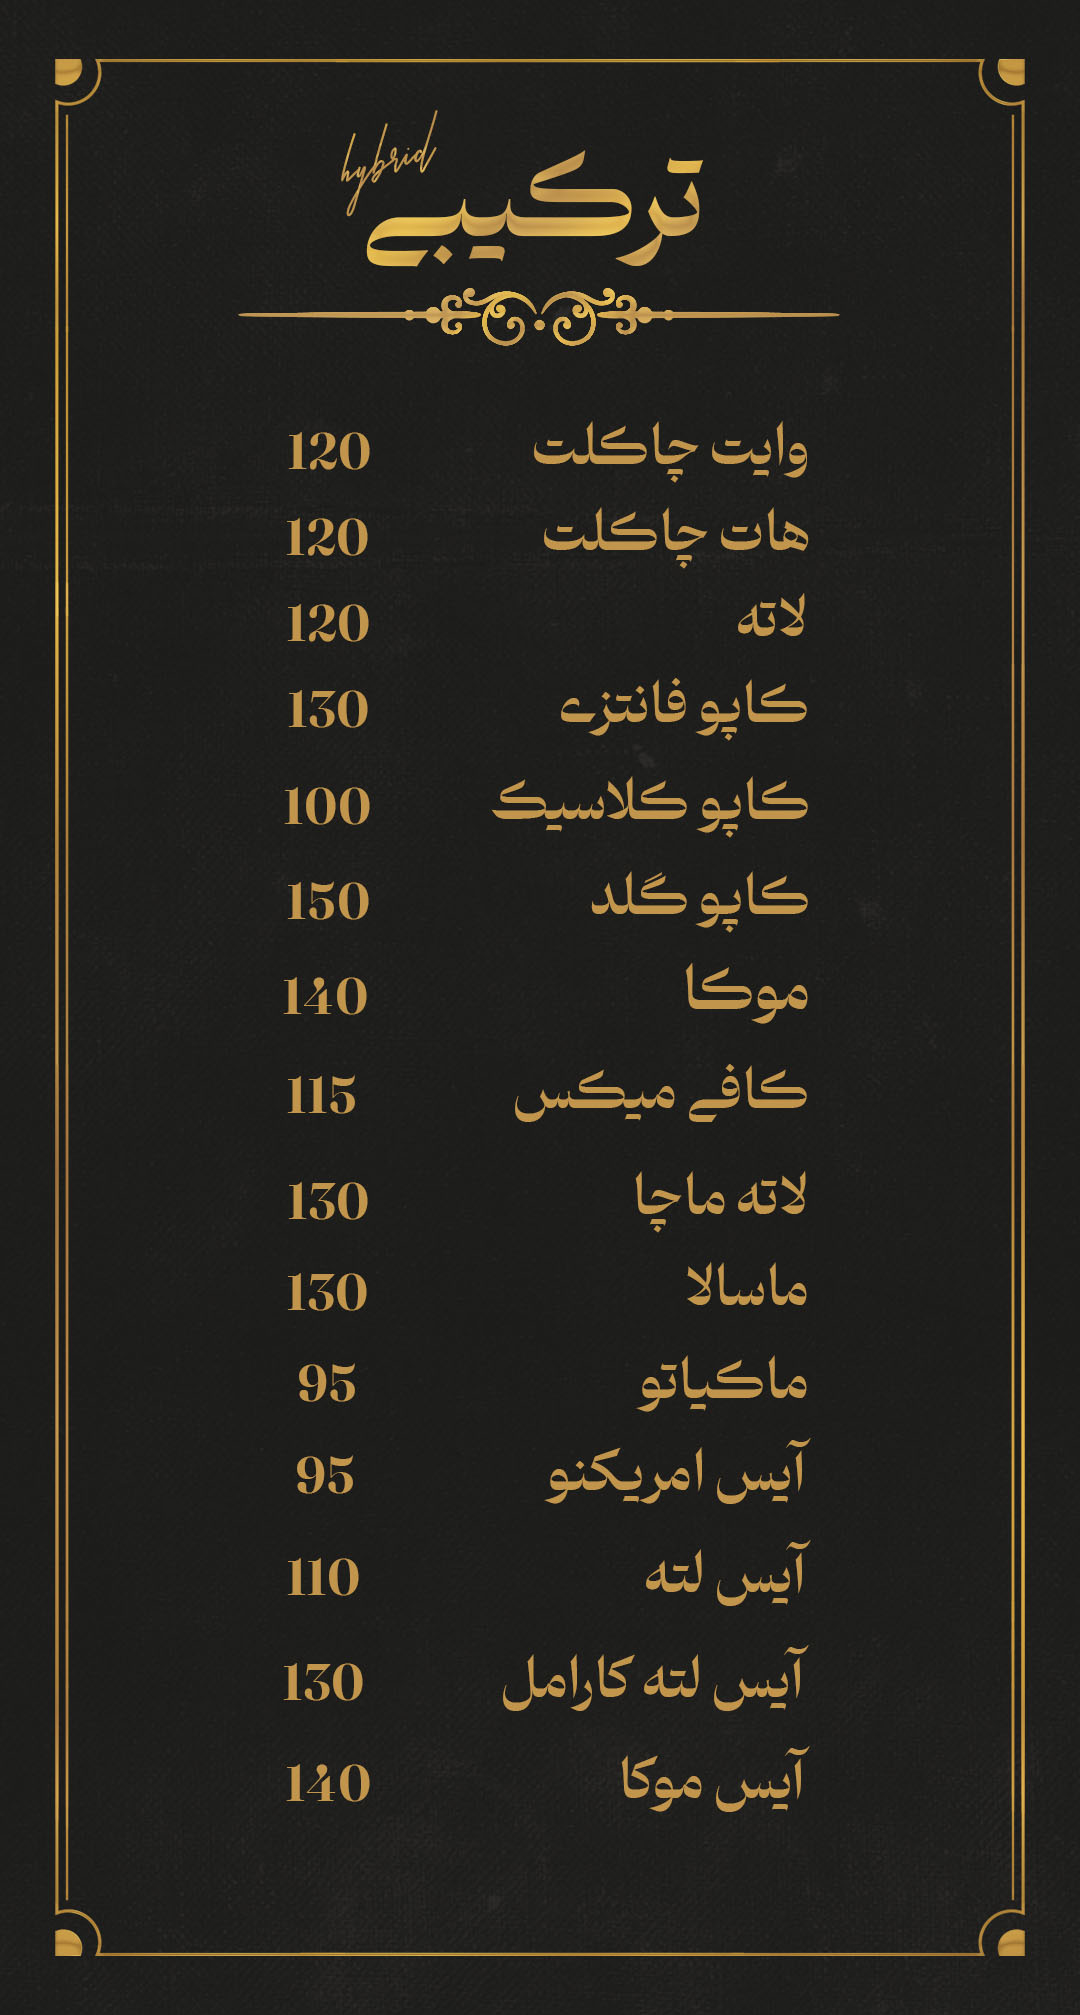 hybrid
ترکیبی
وایت چاکلت 120
هات چاکلت 120
لاته 120
کاپو فانتزی 130
کاپو کلاسیک 100
کاپو گلد 150
موکا 140
کافی میکس 115
لاته ماچا 130
ماسالا 130
ماکیاتو 95
آیس امریکنو 95
آیس لته 110
آیس لته کارامل 130
آیس موکا 140